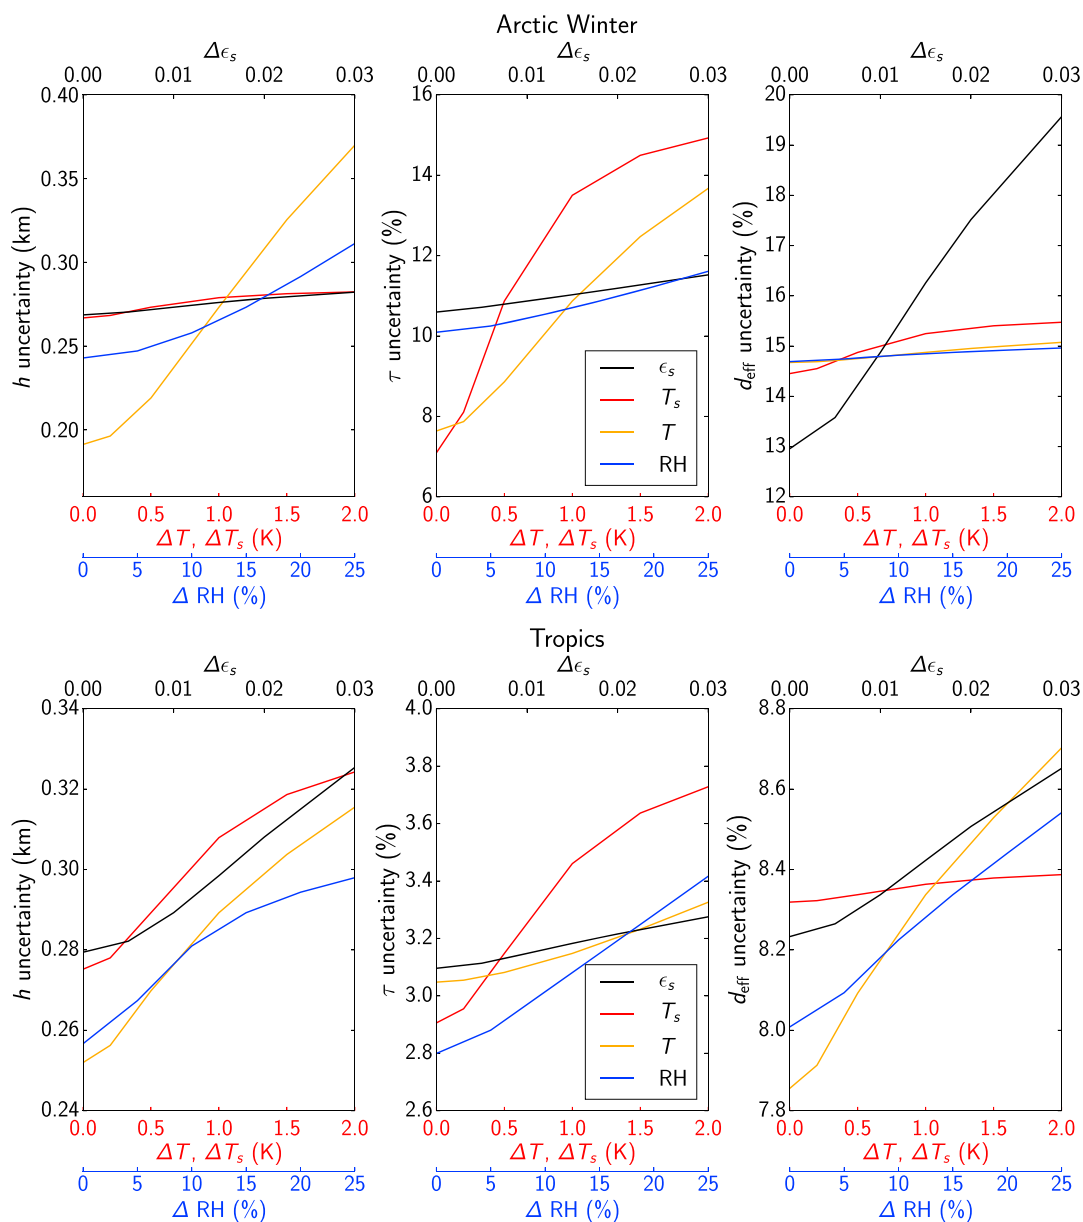 Arctic Winter
Δϵₛ Δϵₛ Δϵₛ
0.00 0.01 0.02 0.03 0.00 0.01 0.02 0.03 0.00 0.01 0.02 0.03
h uncertainty (km)
0.40
0.35
0.30
0.25
0.20
τ uncertainty (%)
16
14
12
10
8
6
d_eff uncertainty (%)
20
19
18
17
16
15
14
13
12
ϵₛ
Tₛ
T
RH
0.0 0.5 1.0 1.5 2.0 0.0 0.5 1.0 1.5 2.0 0.0 0.5 1.0 1.5 2.0
ΔT, ΔTₛ (K) ΔT, ΔTₛ (K) ΔT, ΔTₛ (K)
0 5 10 15 20 25 0 5 10 15 20 25 0 5 10 15 20 25
Δ RH (%) Δ RH (%) Δ RH (%)
Tropics
Δϵₛ Δϵₛ Δϵₛ
0.00 0.01 0.02 0.03 0.00 0.01 0.02 0.03 0.00 0.01 0.02 0.03
h uncertainty (km)
0.34
0.32
0.30
0.28
0.26
0.24
τ uncertainty (%)
4.0
3.8
3.6
3.4
3.2
3.0
2.8
2.6
d_eff uncertainty (%)
8.8
8.6
8.4
8.2
8.0
7.8
ϵₛ
Tₛ
T
RH
0.0 0.5 1.0 1.5 2.0 0.0 0.5 1.0 1.5 2.0 0.0 0.5 1.0 1.5 2.0
ΔT, ΔTₛ (K) ΔT, ΔTₛ (K) ΔT, ΔTₛ (K)
0 5 10 15 20 25 0 5 10 15 20 25 0 5 10 15 20 25
Δ RH (%) Δ RH (%) Δ RH (%)